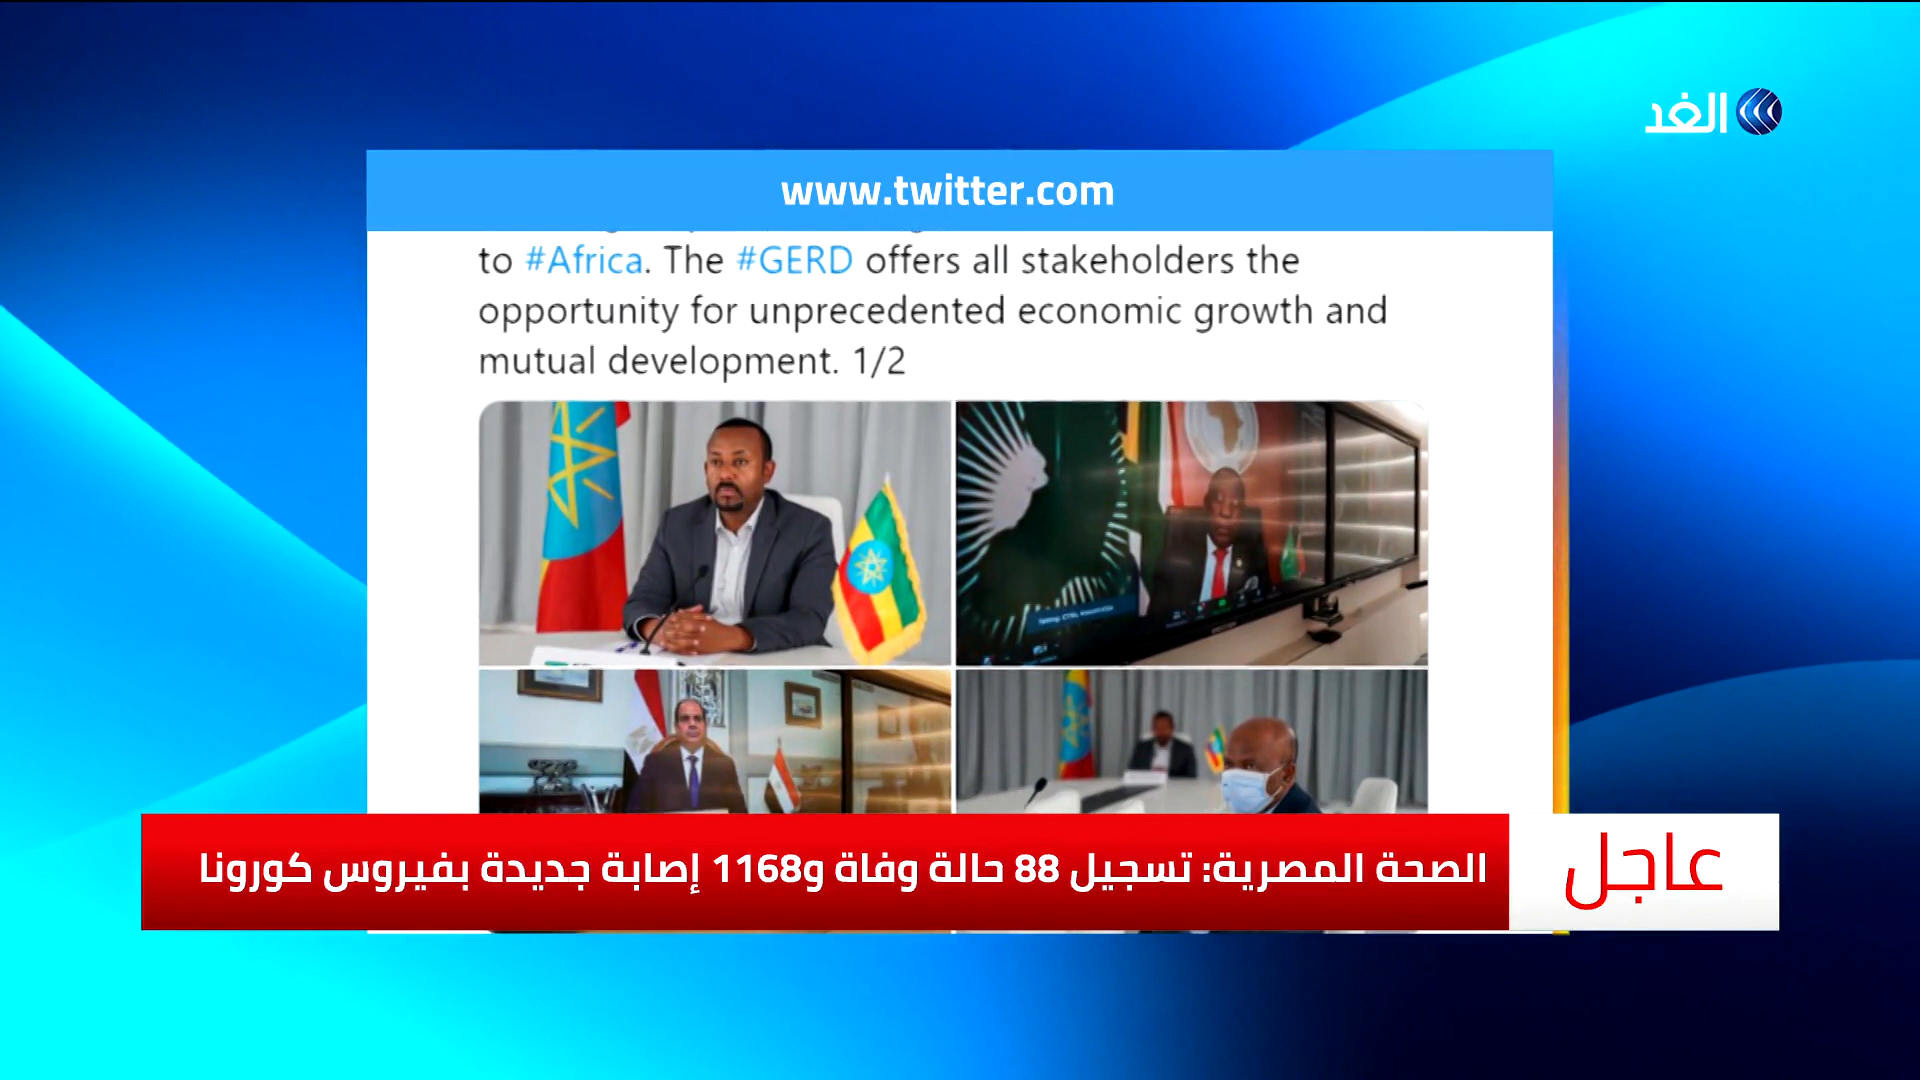 الغد
www.twitter.com
to #Africa. The #GERD offers all stakeholders the
opportunity for unprecedented economic growth and
mutual development. 1/2
عاجل
الصحة المصرية: تسجيل 88 حالة وفاة و1168 إصابة جديدة بفيروس كورونا